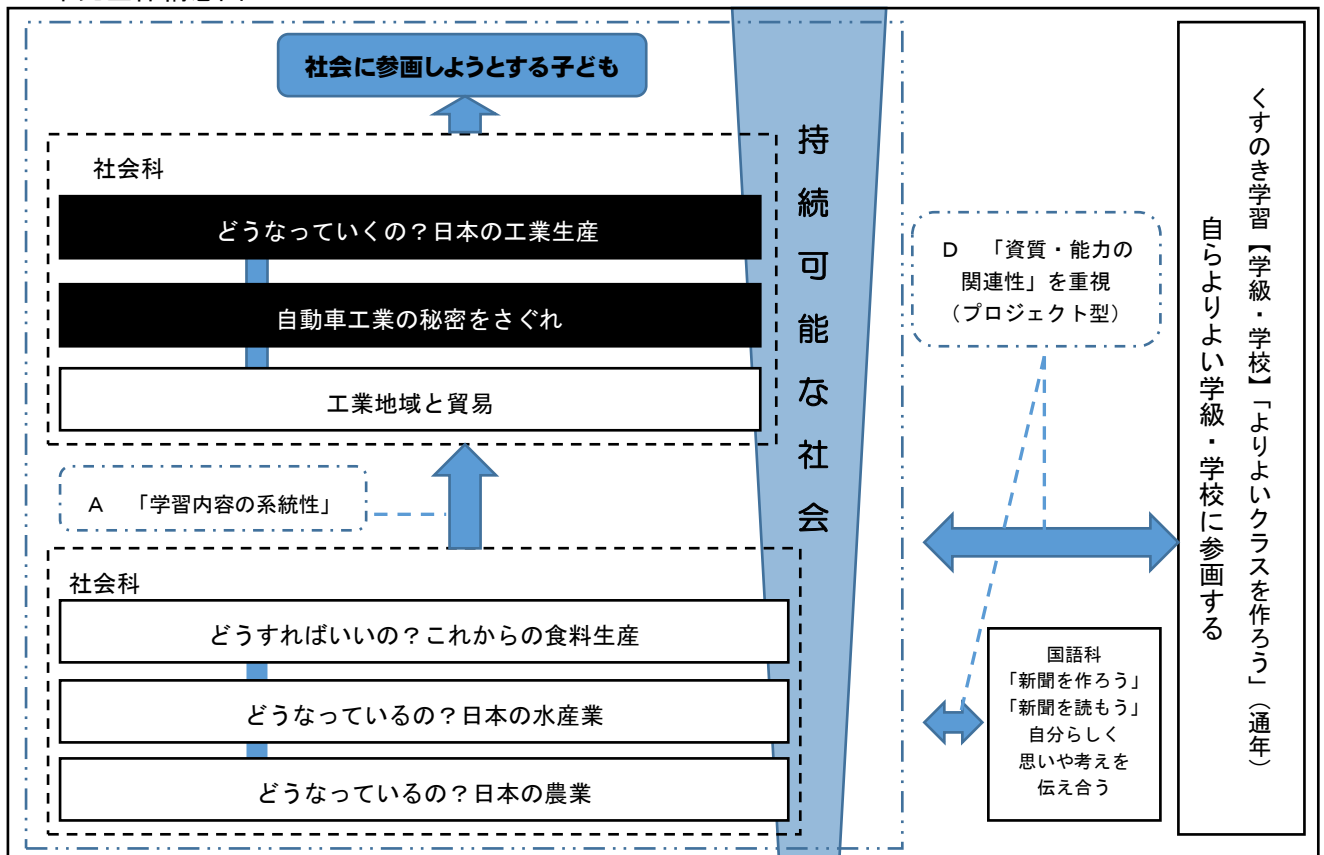 社会に参画しようとする子ども
社会科
どうなっていくの？日本の工業生産
自動車工業の秘密をさぐれ
工業地域と貿易
A 「学習内容の系統性」
社会科
どうすればいいの？これからの食料生産
どうなっているの？日本の水産業
どうなっているの？日本の農業
持続可能な社会
D 「資質・能力の
関連性」を重視
（プロジェクト型）
国語科
「新聞を作ろう」
「新聞を読もう」
自分らしく
思いや考えを
伝え合う
くすのき学習【学級・学校】「よりよいクラスを作ろう」（通年）
自らよりよい学級・学校に参画する